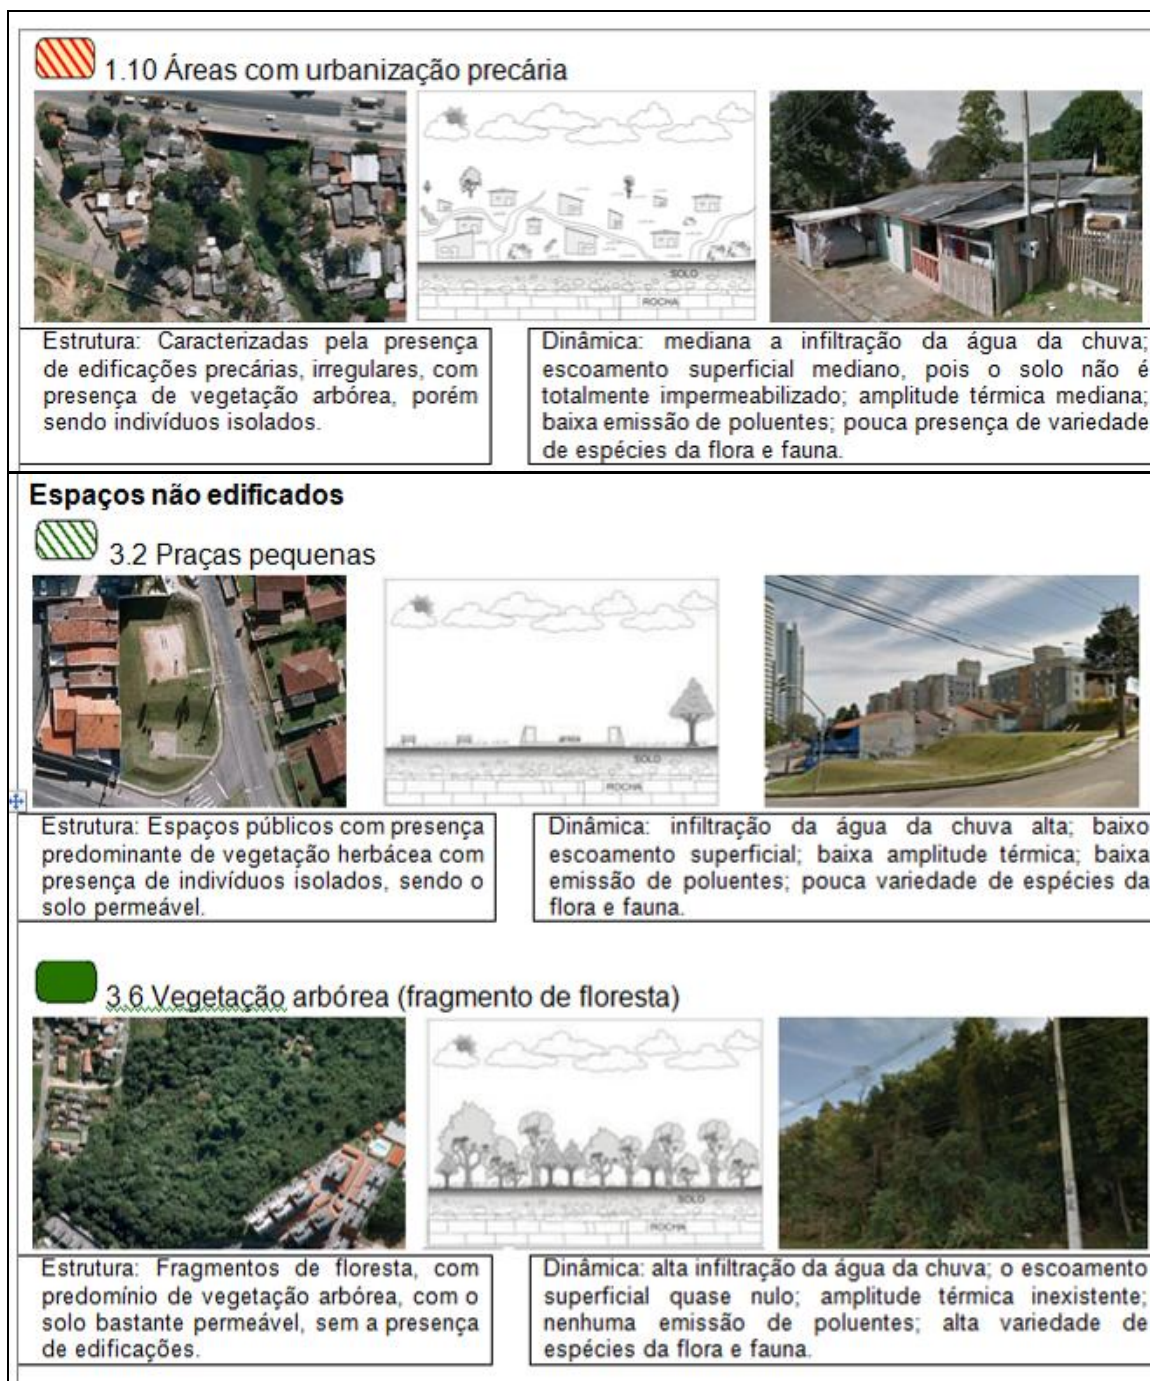 1.10 Áreas com urbanização precária
SOLO
ROCHA
Estrutura: Caracterizadas pela presença
de edificações precárias, irregulares, com
presença de vegetação arbórea, porém
sendo indivíduos isolados.
Dinâmica: mediana a infiltração da água da chuva;
escoamento superficial mediano, pois o solo não é
totalmente impermeabilizado; amplitude térmica mediana;
baixa emissão de poluentes; pouca presença de variedade
de espécies da flora e fauna.
Espaços não edificados
3.2 Praças pequenas
SOLO
ROCHA
Estrutura: Espaços públicos com presença
predominante de vegetação herbácea com
presença de indivíduos isolados, sendo o
solo permeável.
Dinâmica: infiltração da água da chuva alta; baixo
escoamento superficial; baixa amplitude térmica; baixa
emissão de poluentes; pouca variedade de espécies da
flora e fauna.
3.6 Vegetação arbórea (fragmento de floresta)
SOLO
ROCHA
Estrutura: Fragmentos de floresta, com
predomínio de vegetação arbórea, com o
solo bastante permeável, sem a presença
de edificações.
Dinâmica: alta infiltração da água da chuva; o escoamento
superficial quase nulo; amplitude térmica inexistente;
nenhuma emissão de poluentes; alta variedade de
espécies da flora e fauna.